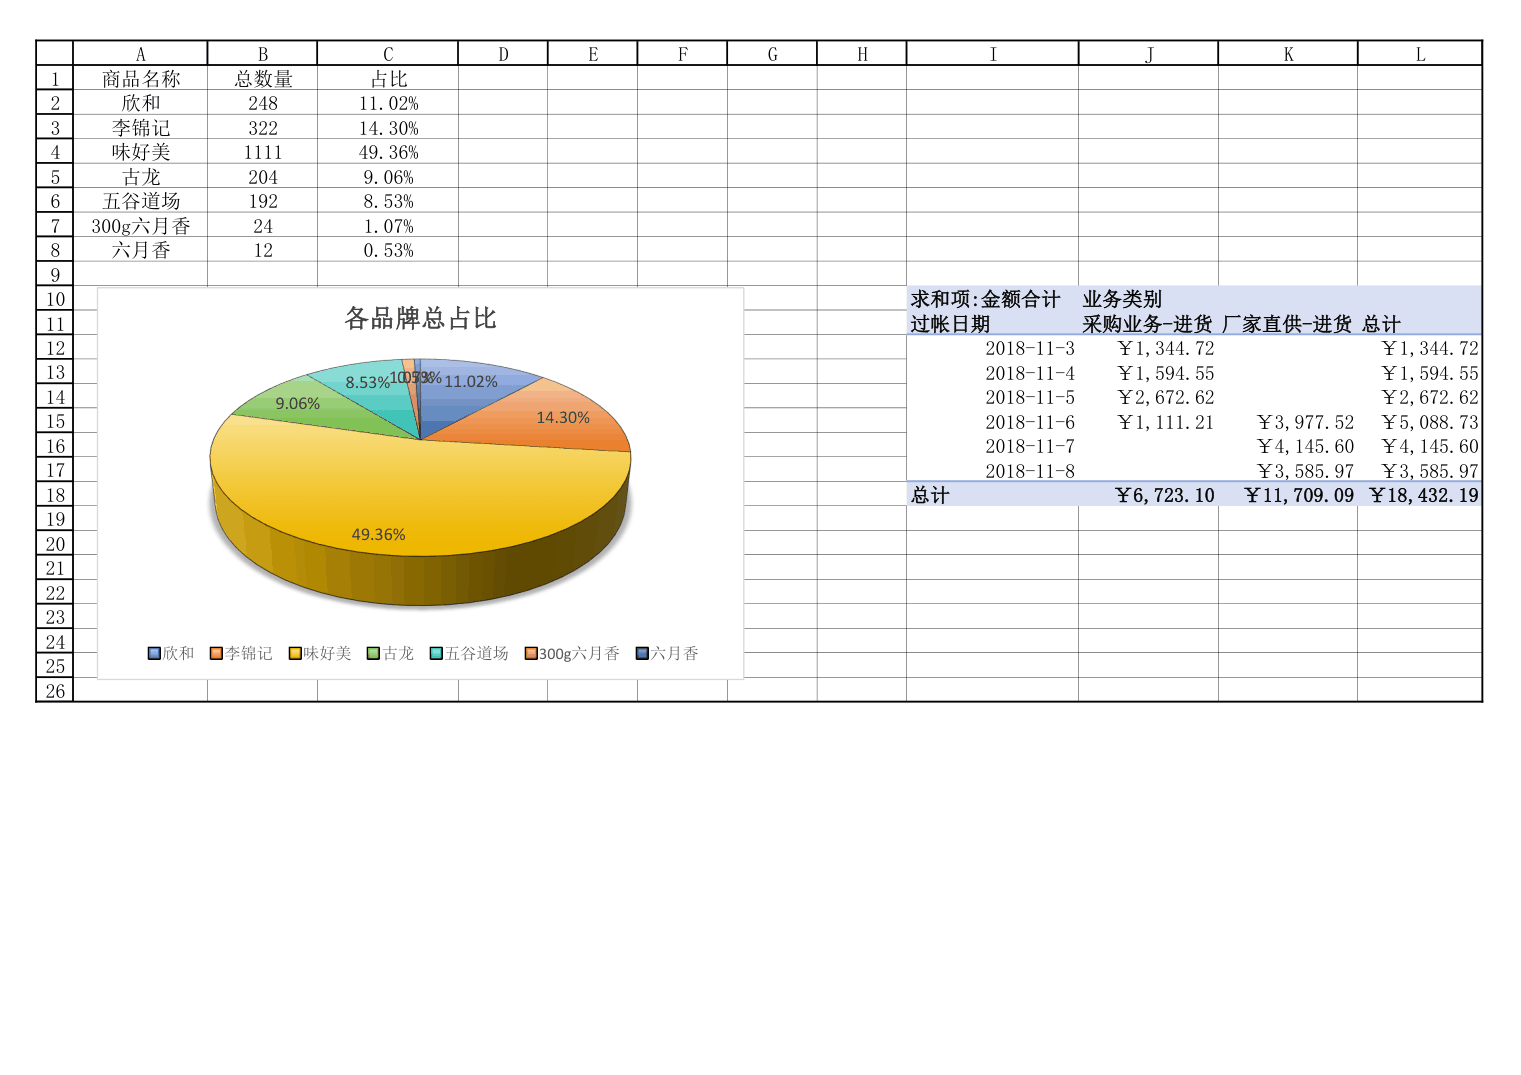 A B C D E F G H I J K L
1 商品名称 总数量 占比
2 欣和 248 11.02%
3 李锦记 322 14.30%
4 味好美 1111 49.36%
5 古龙 204 9.06%
6 五谷道场 192 8.53%
7 300g六月香 24 1.07%
8 六月香 12 0.53%
9
10 求和项:金额合计 业务类别
11 过帐日期 采购业务-进货 厂家直供-进货 总计
12 2018-11-3 ¥1,344.72 ¥1,344.72
13 2018-11-4 ¥1,594.55 ¥1,594.55
14 2018-11-5 ¥2,672.62 ¥2,672.62
15 2018-11-6 ¥1,111.21 ¥3,977.52 ¥5,088.73
16 2018-11-7 ¥4,145.60 ¥4,145.60
17 2018-11-8 ¥3,585.97 ¥3,585.97
18 总计 ¥6,723.10 ¥11,709.09 ¥18,432.19
19
20
21
22
23
24
25
26
各品牌总占比
8.53% 1.07% 0.53% 11.02%
9.06%
14.30%
49.36%
欣和 李锦记 味好美 古龙 五谷道场 300g六月香 六月香